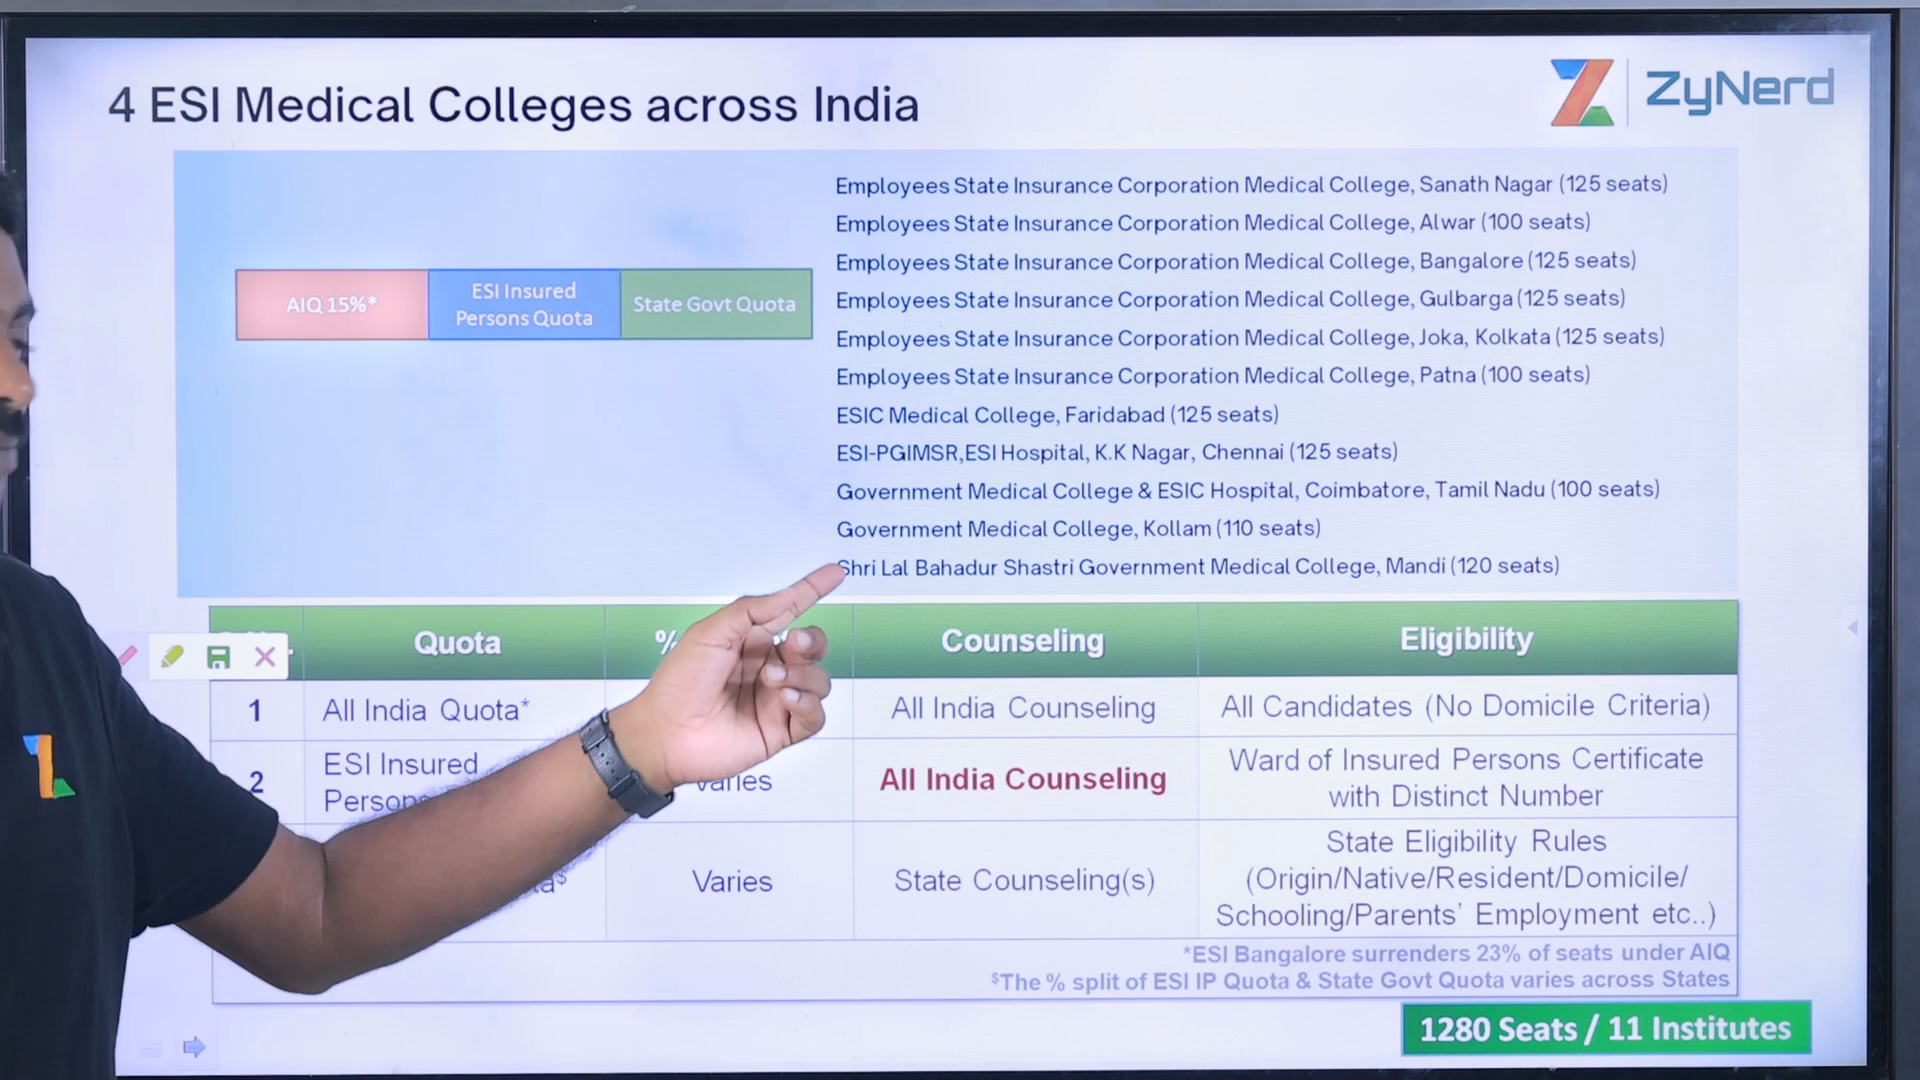 4 ESI Medical Colleges across India
ZyNerd
Employees State Insurance Corporation Medical College, Sanath Nagar (125 seats)
Employees State Insurance Corporation Medical College, Alwar (100 seats)
Employees State Insurance Corporation Medical College, Bangalore (125 seats)
Employees State Insurance Corporation Medical College, Gulbarga (125 seats)
Employees State Insurance Corporation Medical College, Joka, Kolkata (125 seats)
Employees State Insurance Corporation Medical College, Patna (100 seats)
ESIC Medical College, Faridabad (125 seats)
ESI-PGIMSR,ESI Hospital, K.K Nagar, Chennai (125 seats)
Government Medical College & ESIC Hospital, Coimbatore, Tamil Nadu (100 seats)
Government Medical College, Kollam (110 seats)
Shri Lal Bahadur Shastri Government Medical College, Mandi (120 seats)
AIQ 15%*
ESI Insured
Persons Quota
State Govt Quota
Quota % Counseling Eligibility
1 All India Quota* All India Counseling All Candidates (No Domicile Criteria)
2 ESI Insured
Persons Varies All India Counseling Ward of Insured Persons Certificate
with Distinct Number
Varies State Counseling(s) State Eligibility Rules
(Origin/Native/Resident/Domicile/
Schooling/Parents' Employment etc..)
*ESI Bangalore surrenders 23% of seats under AIQ
$The % split of ESI IP Quota & State Govt Quota varies across States
1280 Seats / 11 Institutes